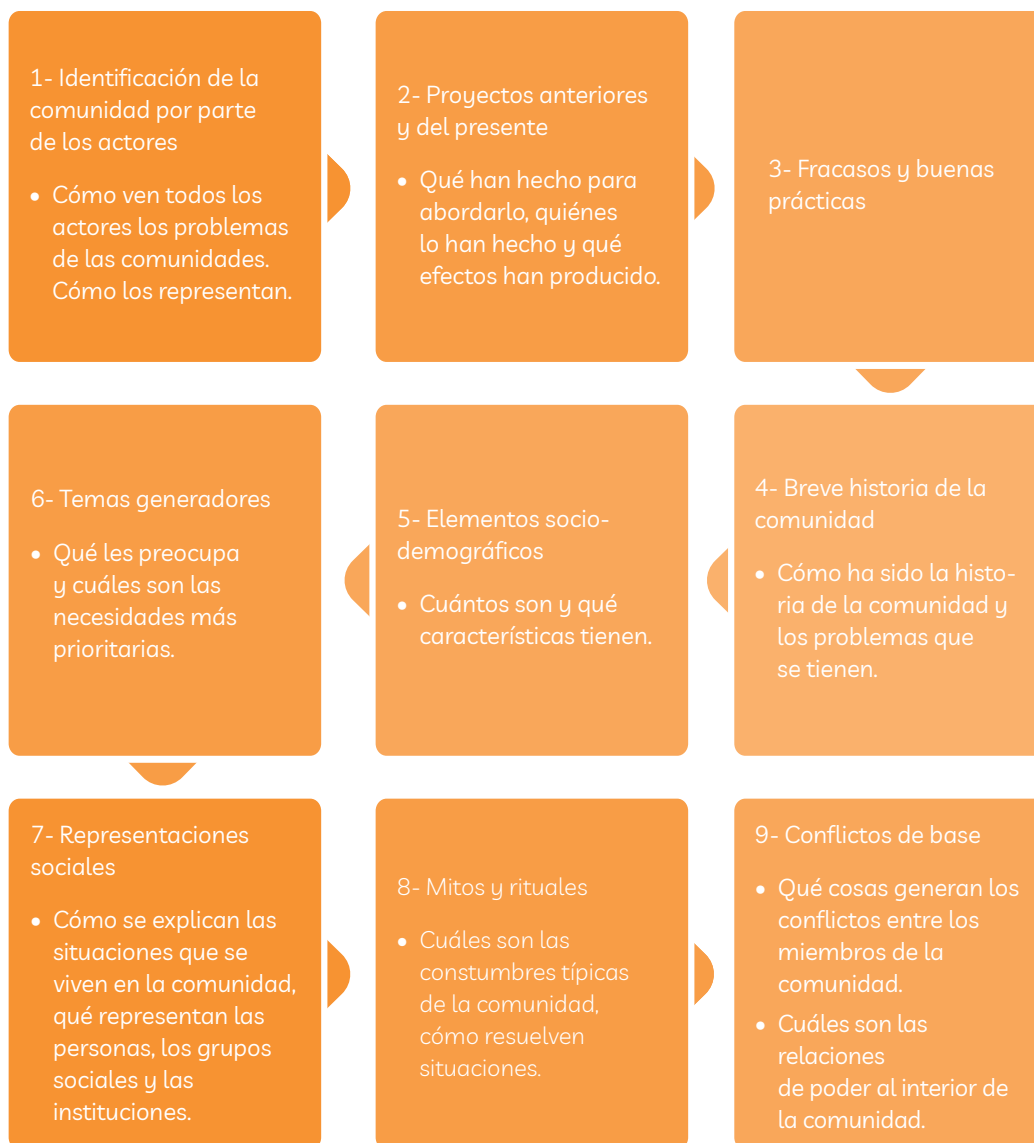 1- Identificación de la
comunidad por parte
de los actores
• Cómo ven todos los
actores los problemas
de las comunidades.
Cómo los representan.
2- Proyectos anteriores
y del presente
• Qué han hecho para
abordarlo, quiénes
lo han hecho y qué
efectos han producido.
3- Fracasos y buenas
prácticas
4- Breve historia de la
comunidad
• Cómo ha sido la histo-
ria de la comunidad y
los problemas que
se tienen.
5- Elementos socio-
demográficos
• Cuántos son y qué
características tienen.
6- Temas generadores
• Qué les preocupa
y cuáles son las
necesidades más
prioritarias.
7- Representaciones
sociales
• Cómo se explican las
situaciones que se
viven en la comunidad,
qué representan las
personas, los grupos
sociales y las
instituciones.
8- Mitos y rituales
• Cuáles son las
constumbres típicas
de la comunidad,
cómo resuelven
situaciones.
9- Conflictos de base
• Qué cosas generan los
conflictos entre los
miembros de la
comunidad.
• Cuáles son las
relaciones
de poder al interior de
la comunidad.